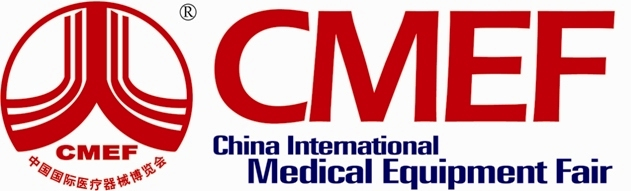 ®
CMEF
中国国际医疗器械博览会
CMEF
China International
Medical Equipment Fair